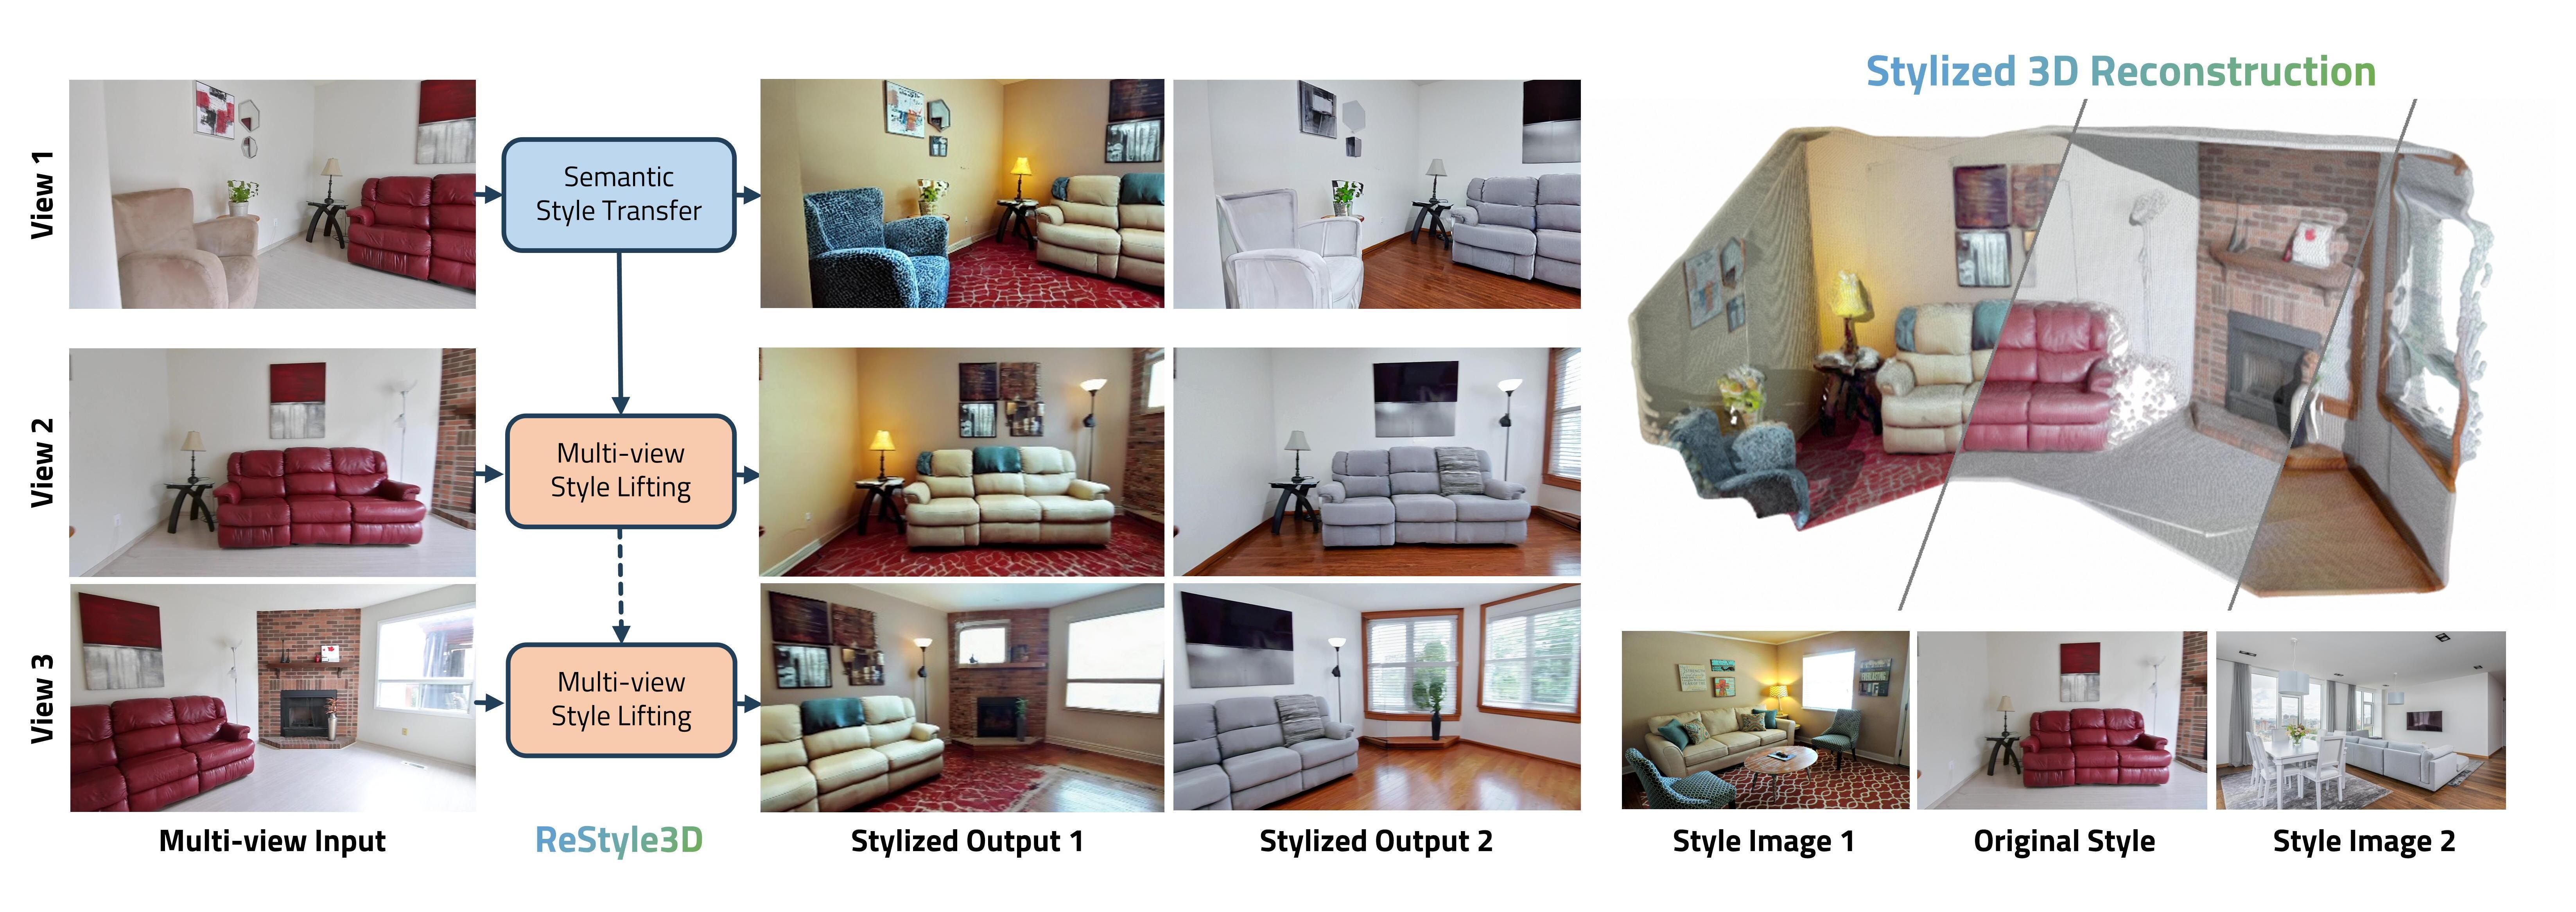 Stylized 3D Reconstruction
View 1
Semantic
Style Transfer
View 2
Multi-view
Style Lifting
View 3
Multi-view
Style Lifting
Multi-view Input
ReStyle3D
Stylized Output 1
Stylized Output 2
Style Image 1
Original Style
Style Image 2